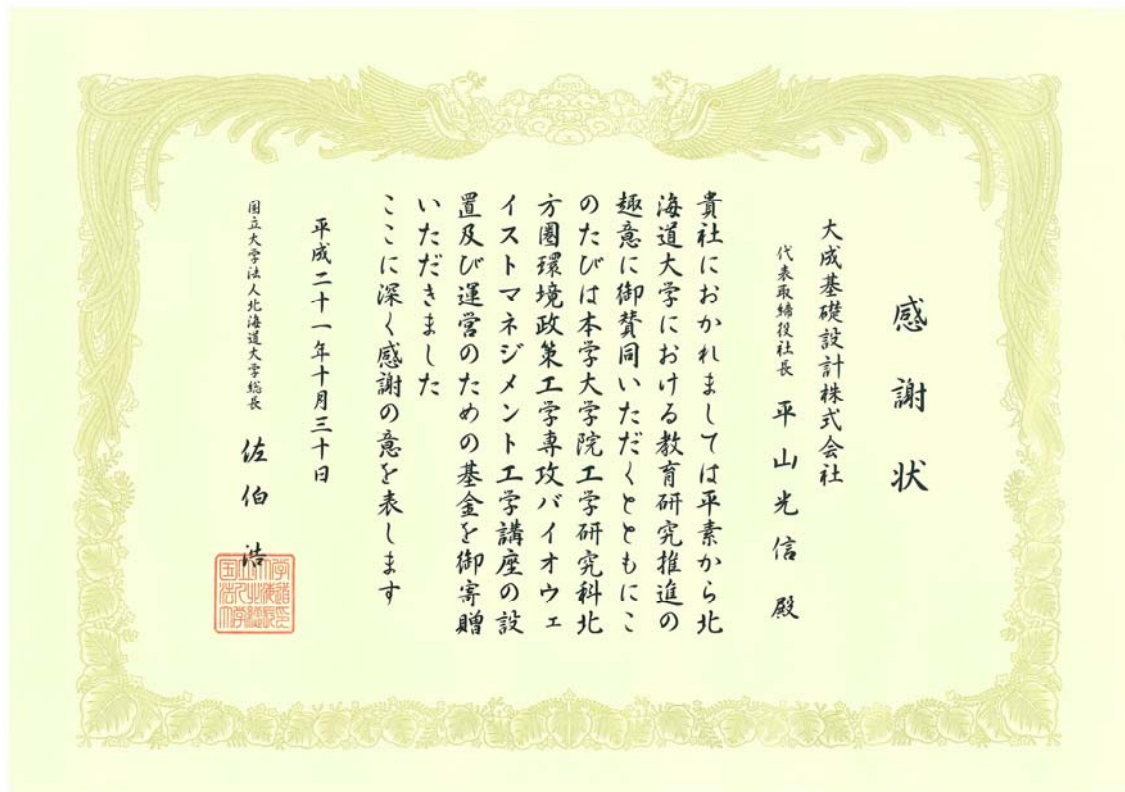 感謝状
大成基礎設計株式会社
代表取締役社長 平山光信 殿
貴社におかれましては平素から北
海道大学における教育研究推進の
趣意に御賛同いただくとともにこ
のたびは本学大学院工学研究科北
方圏環境政策工学専攻バイオウェ
イストマネジメント工学講座の設
置及び運営のための基金を御寄贈
いただきました
ここに深く感謝の意を表します
平成二十一年十月三十日
国立大学法人北海道大学総長 佐伯 浩